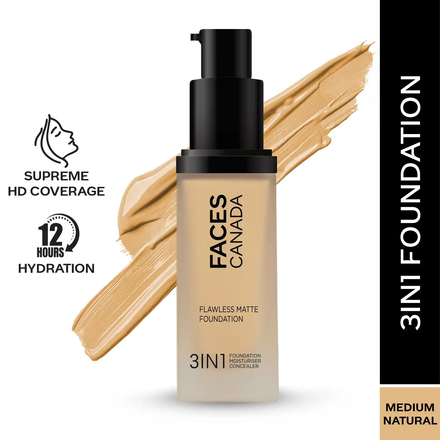 SUPREME
HD COVERAGE
12
HOURS
HYDRATION
FACES
CANADA
FLAWLESS MATTE
FOUNDATION
3IN1
FOUNDATION
MOISTURISER
CONCEALER
3IN1 FOUNDATION
MEDIUM
NATURAL